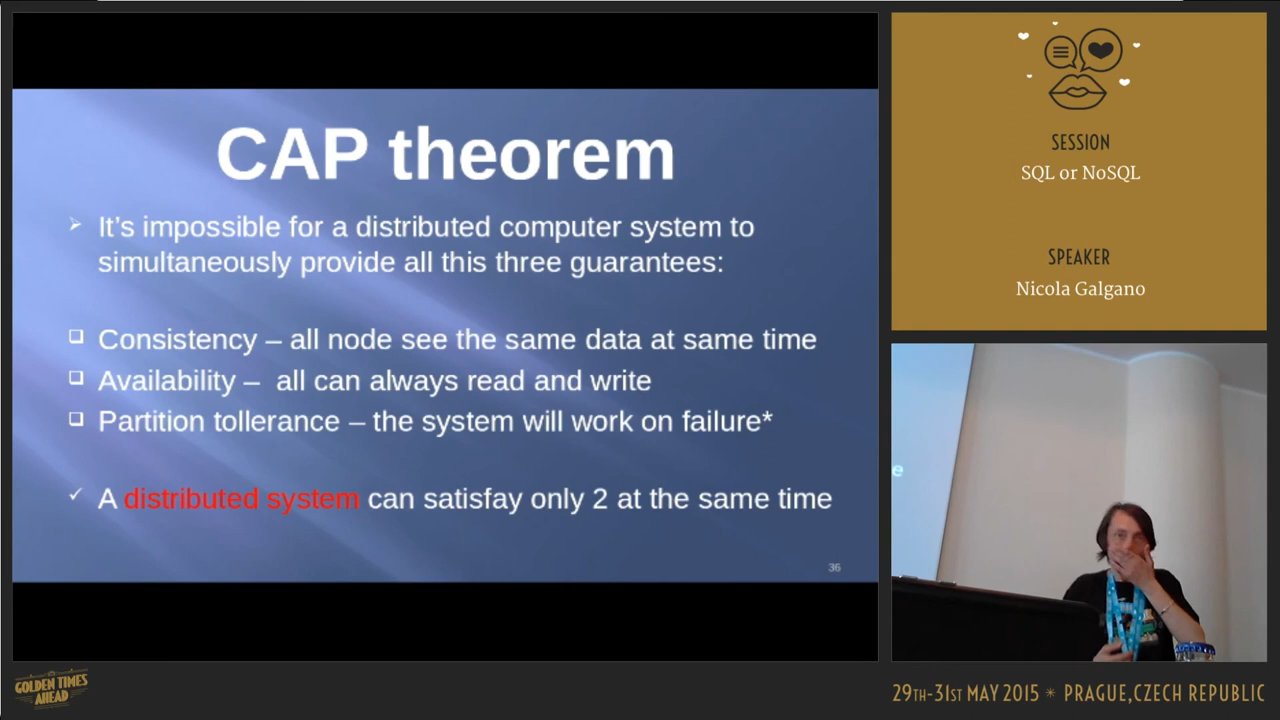 CAP theorem
It's impossible for a distributed computer system to
simultaneously provide all this three guarantees:
Consistency – all node see the same data at same time
Availability – all can always read and write
Partition tollerance – the system will work on failure*
A distributed system can satisfay only 2 at the same time
36
SESSION
SQL or NoSQL
SPEAKER
Nicola Galgano
e
GOLDEN TIMES
AHEAD
29TH-31ST MAY 2015 * PRAGUE, CZECH REPUBLIC